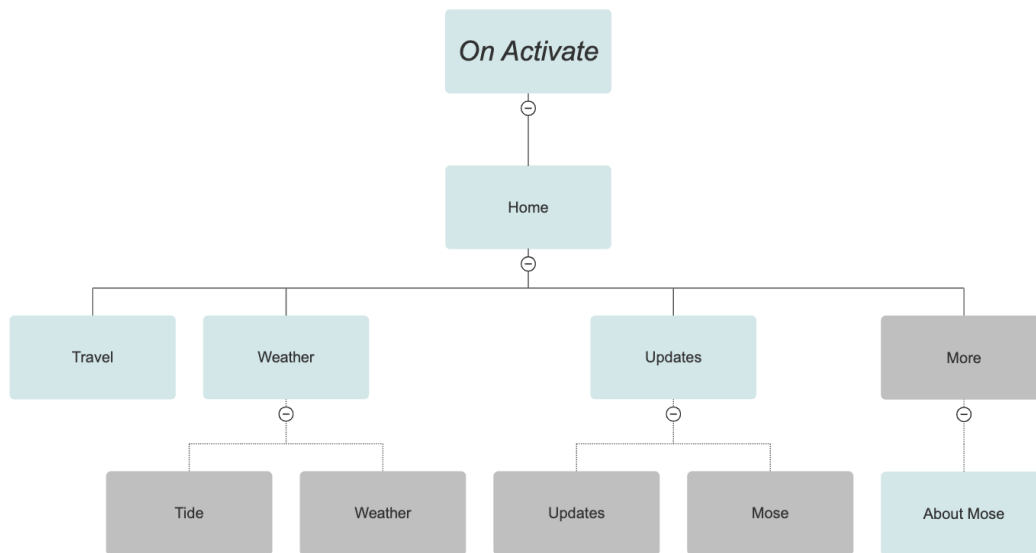 On Activate
Home
Travel
Weather
Updates
More
Tide
Weather
Updates
Mose
About Mose